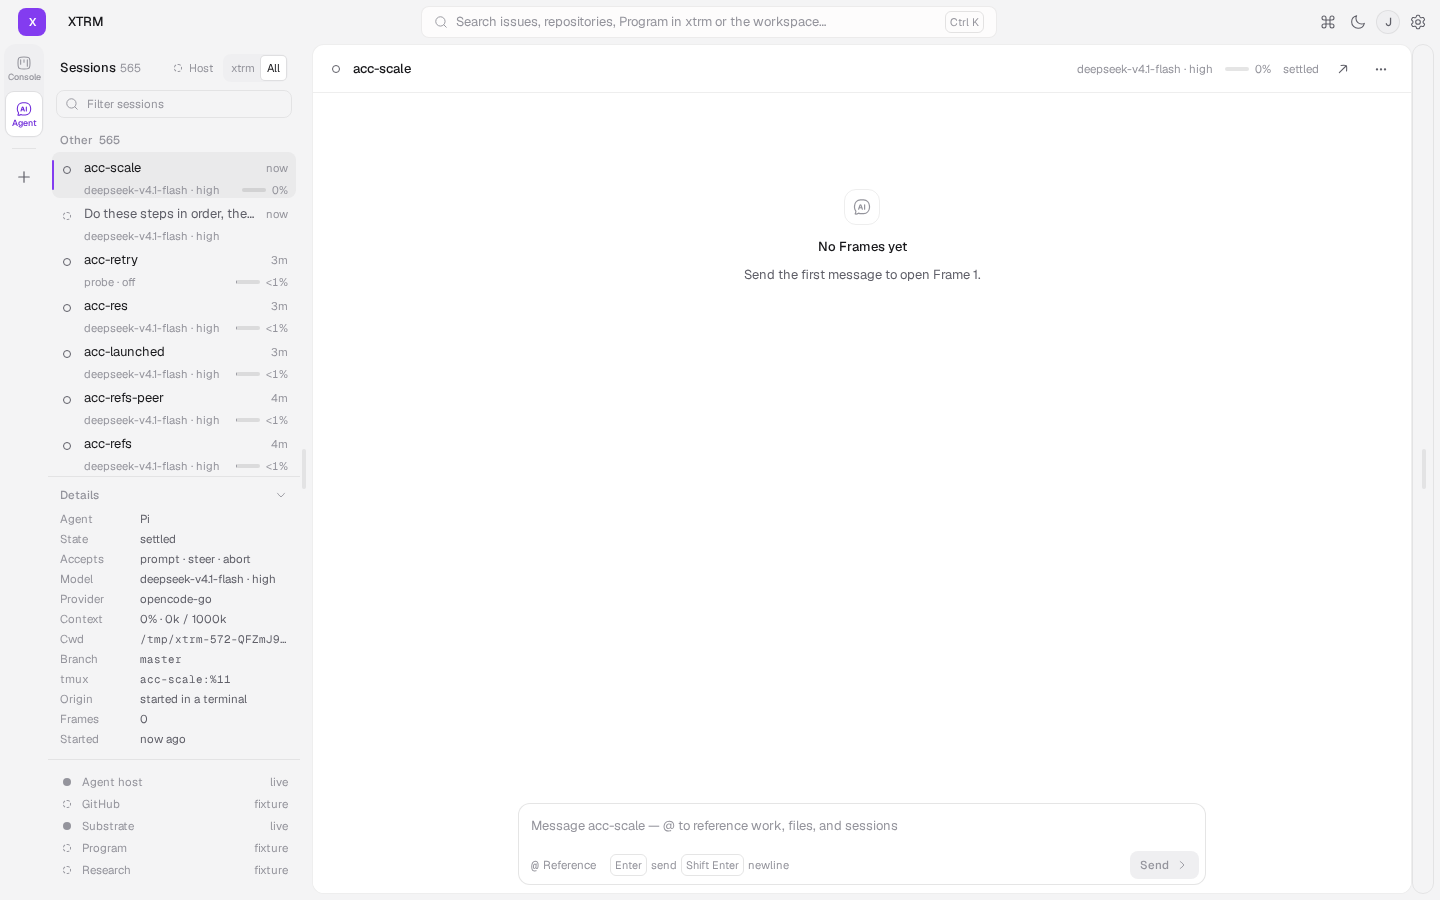 X XTRM Search issues, repositories, Program in xtrm or the workspace... Ctrl K J
Console
AI
Agent
Sessions 565 Host xtrm All
Filter sessions
Other 565
acc-scale now
deepseek-v4.1-flash · high 0%
Do these steps in order, the... now
deepseek-v4.1-flash · high
acc-retry 3m
probe · off <1%
acc-res 3m
deepseek-v4.1-flash · high <1%
acc-launched 3m
deepseek-v4.1-flash · high <1%
acc-refs-peer 4m
deepseek-v4.1-flash · high <1%
acc-refs 4m
deepseek-v4.1-flash · high <1%
Details
Agent Pi
State settled
Accepts prompt · steer · abort
Model deepseek-v4.1-flash · high
Provider opencode-go
Context 0% · 0k / 1000k
Cwd /tmp/xtrm-572-QFZmJ9...
Branch master
tmux acc-scale:%11
Origin started in a terminal
Frames 0
Started now ago
Agent host live
GitHub fixture
Substrate live
Program fixture
Research fixture
acc-scale deepseek-v4.1-flash · high 0% settled
AI
No Frames yet
Send the first message to open Frame 1.
Message acc-scale — @ to reference work, files, and sessions
@ Reference Enter send Shift Enter newline Send